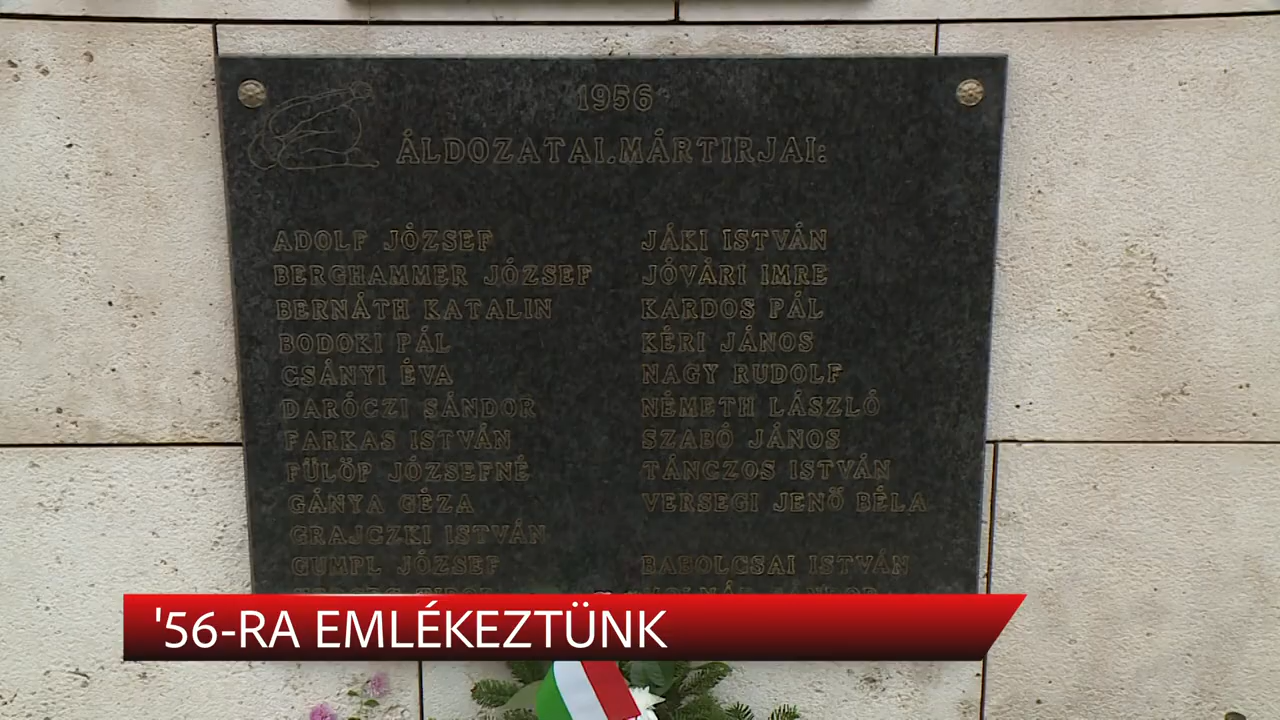 1956
ÁLDOZATAI,MÁRTIRJAI:
ADOLF JÓZSEF
BERGHAMMER JÓZSEF
BERNÁTH KATALIN
BODOKI PÁL
CSÁNYI ÉVA
DARÓCZI SÁNDOR
FARKAS ISTVÁN
FÜLÖP JÓZSEFNÉ
GÁNYA GÉZA
GRAJCZKI ISTVÁN
GUMPL JÓZSEF
JÁKI ISTVÁN
JÓVÁRI IMRE
KARDOS PÁL
KÉRI JÁNOS
NAGY RUDOLF
NÉMETH LÁSZLÓ
SZABÓ JÁNOS
TÁNCZOS ISTVÁN
VERSEGI JENŐ BÉLA
BABOLCSAI ISTVÁN
'56-RA EMLÉKEZTÜNK